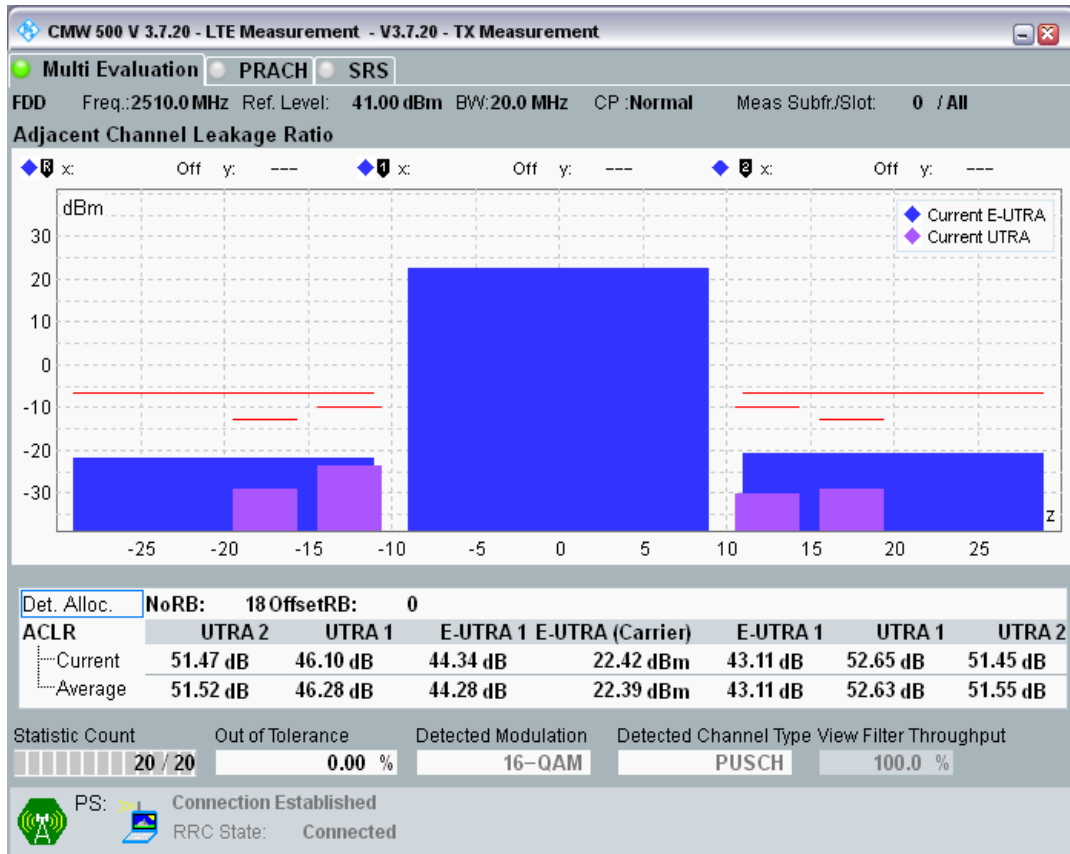 CMW 500 V 3.7.20 - LTE Measurement - V3.7.20 - TX Measurement
Multi Evaluation PRACH SRS
FDD Freq.:2510.0 MHz Ref. Level: 41.00 dBm BW:20.0 MHz CP :Normal Meas Subfr./Slot: 0 / All
Adjacent Channel Leakage Ratio
R x: Off y: --- 1 x: Off y: --- 2 x: Off y: ---
dBm
Current E-UTRA
Current UTRA
30
20
10
0
-10
-20
-30
z
-25 -20 -15 -10 -5 0 5 10 15 20 25
Det. Alloc. NoRB: 18 OffsetRB: 0
ACLR UTRA 2 UTRA 1 E-UTRA 1 E-UTRA (Carrier) E-UTRA 1 UTRA 1 UTRA 2
Current 51.47 dB 46.10 dB 44.34 dB 22.42 dBm 43.11 dB 52.65 dB 51.45 dB
Average 51.52 dB 46.28 dB 44.28 dB 22.39 dBm 43.11 dB 52.63 dB 51.55 dB
Statistic Count Out of Tolerance Detected Modulation Detected Channel Type View Filter Throughput
20 / 20 0.00 % 16-QAM PUSCH 100.0 %
PS: Connection Established
RRC State: Connected